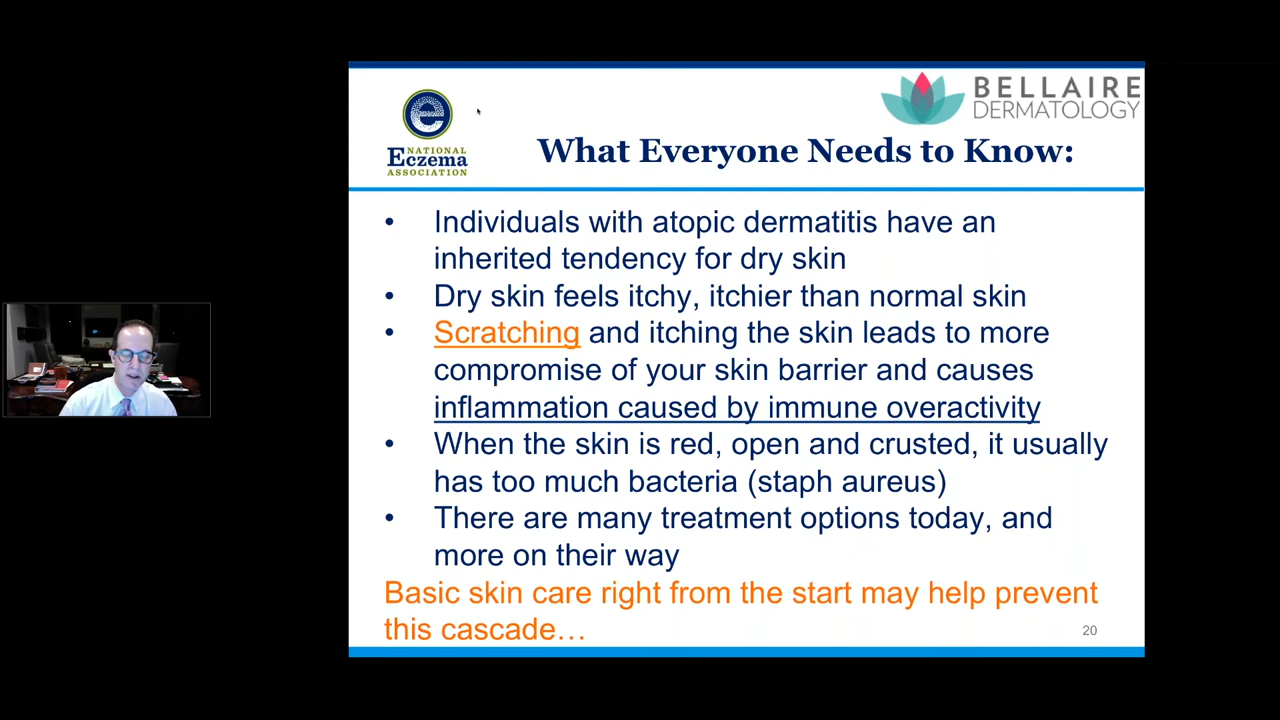 BELLAIRE
DERMATOLOGY
e
NATIONAL
Eczema
ASSOCIATION
What Everyone Needs to Know:
• Individuals with atopic dermatitis have an
inherited tendency for dry skin
• Dry skin feels itchy, itchier than normal skin
• Scratching and itching the skin leads to more
compromise of your skin barrier and causes
inflammation caused by immune overactivity
• When the skin is red, open and crusted, it usually
has too much bacteria (staph aureus)
• There are many treatment options today, and
more on their way
Basic skin care right from the start may help prevent
this cascade…
20